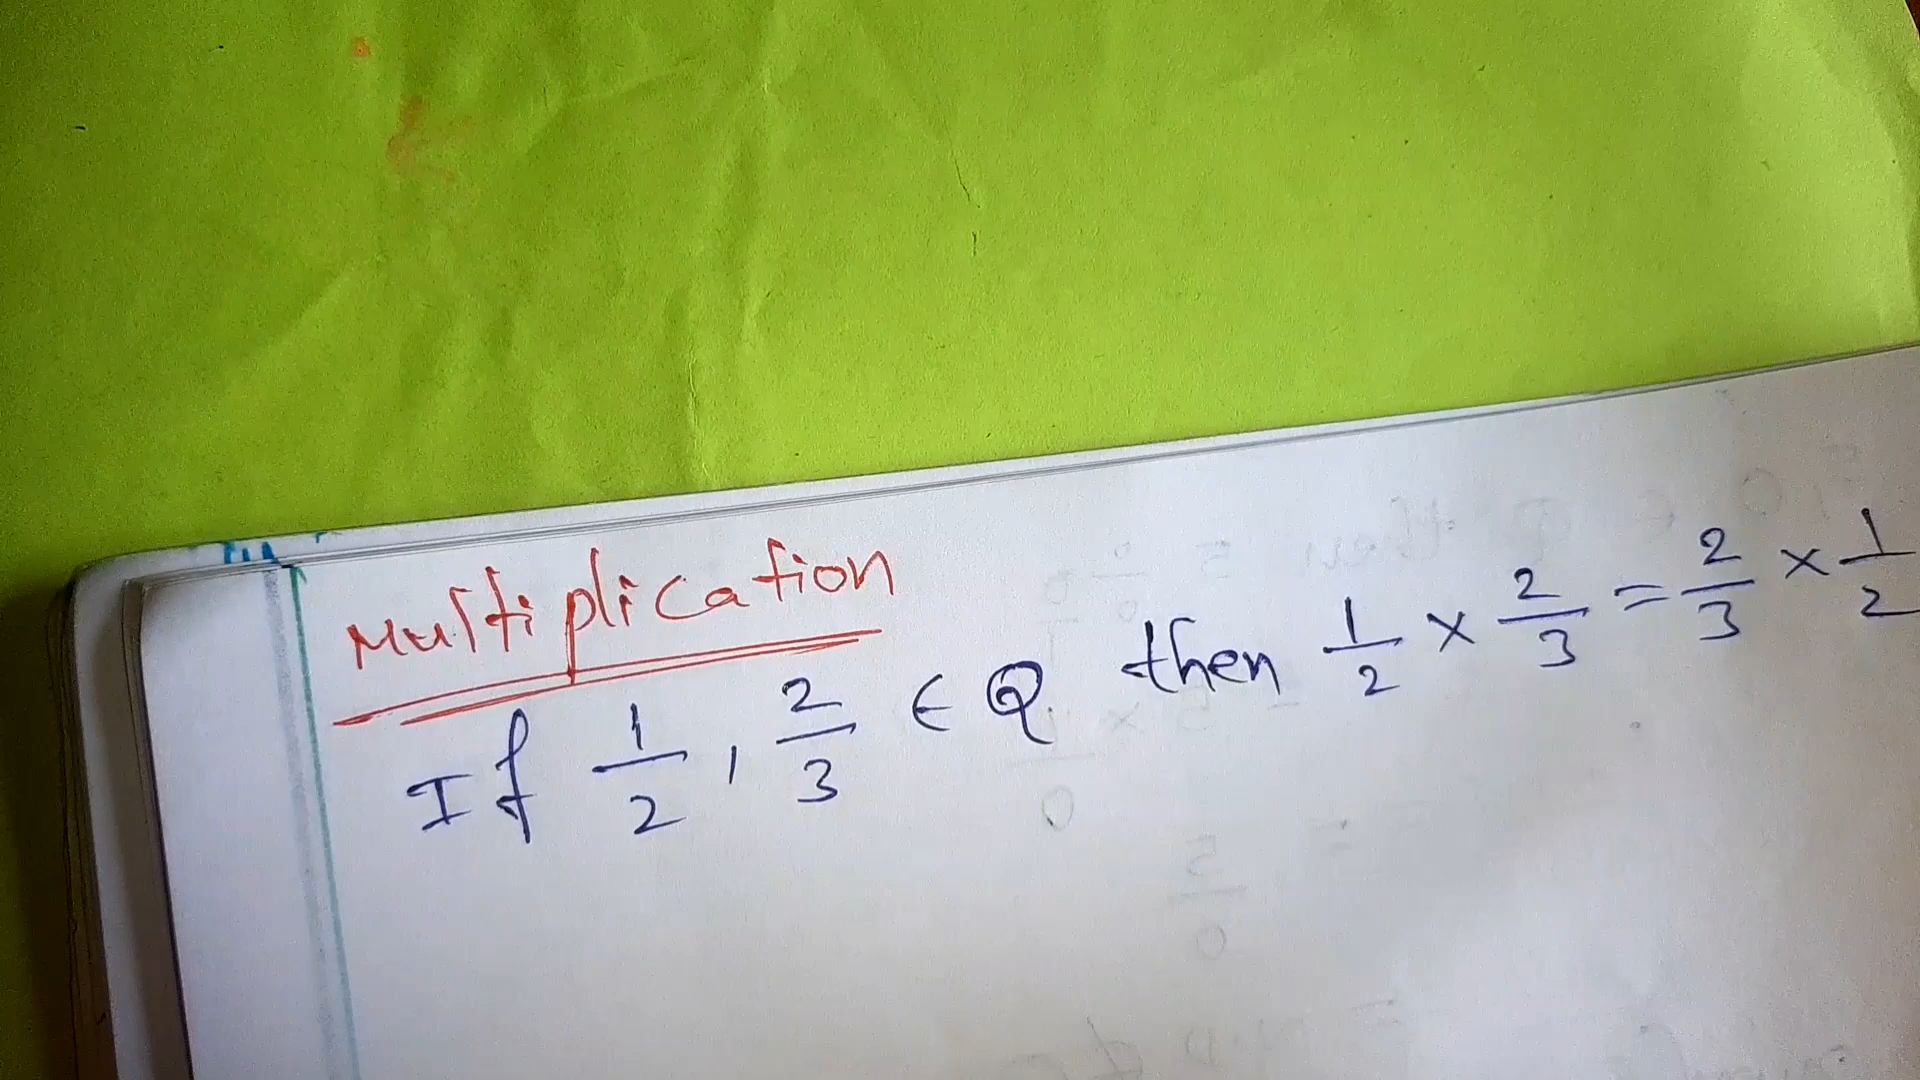 Multiplication
If 1/2, 2/3 ∈ Q then 1/2 × 2/3 = 2/3 × 1/2